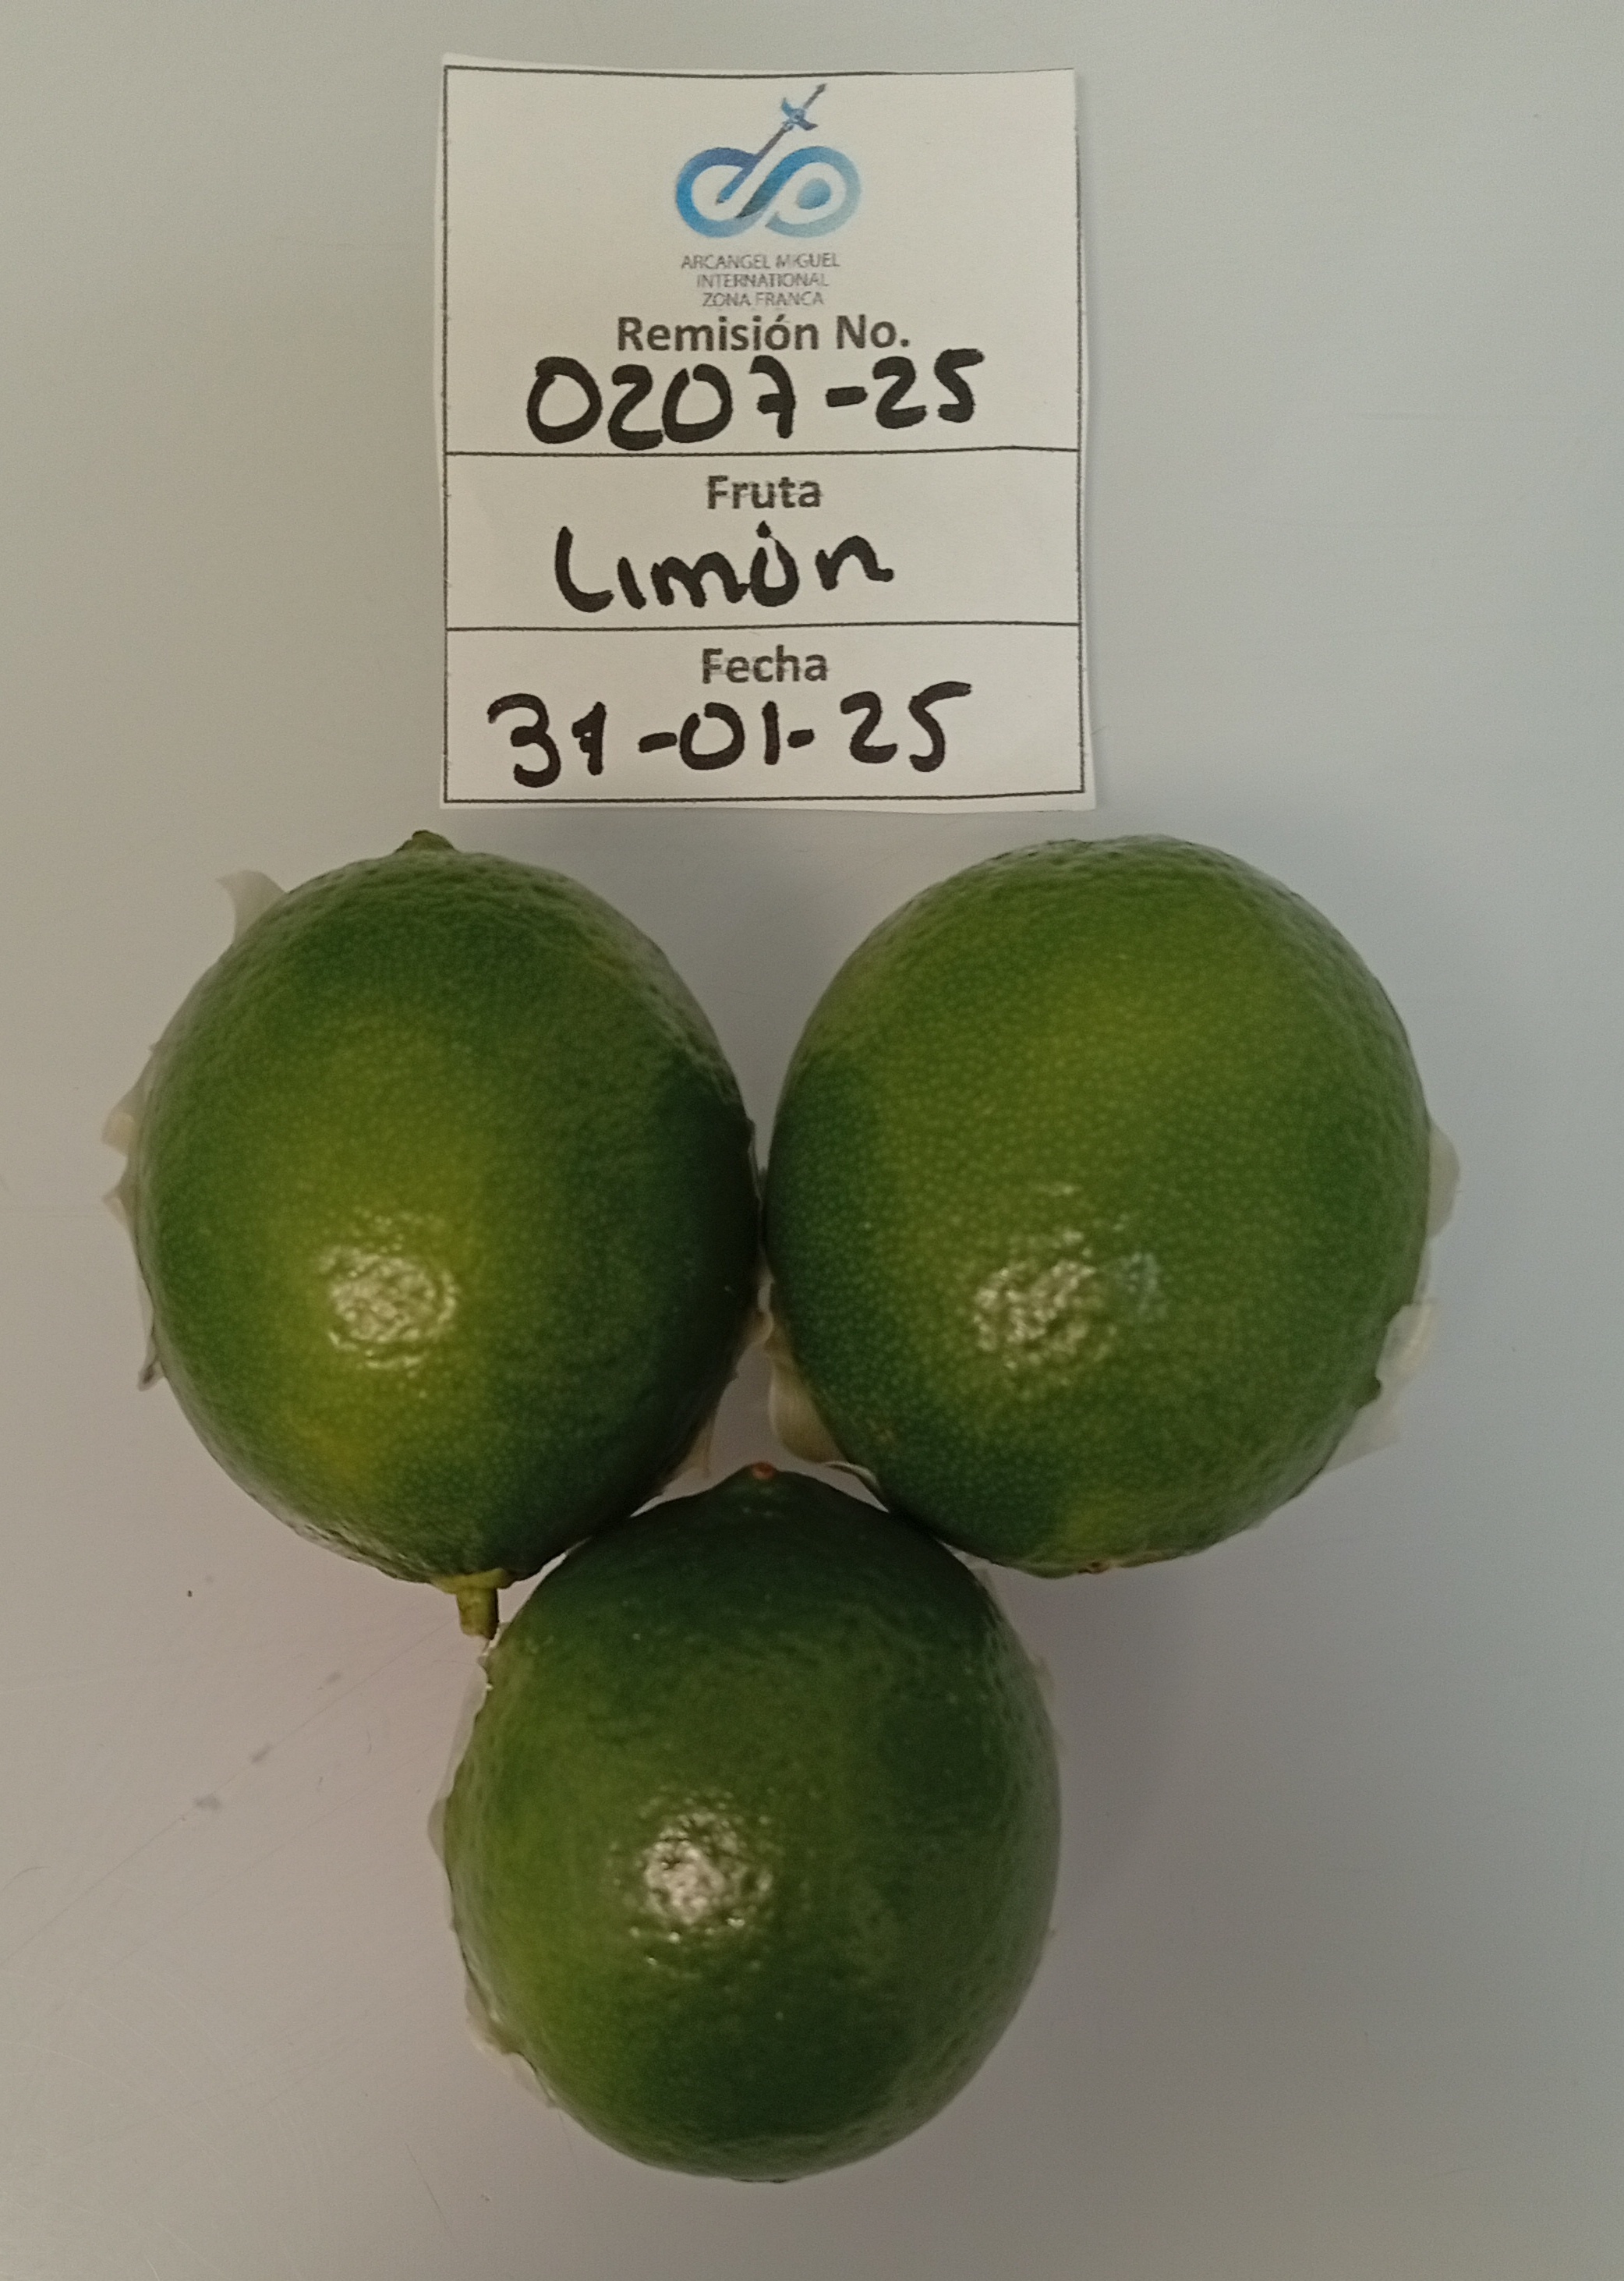 ARCANGEL MIGUEL
INTERNATIONAL
ZONA FRANCA
Remisión No.
0207-25
Fruta
Limón
Fecha
31-01-25